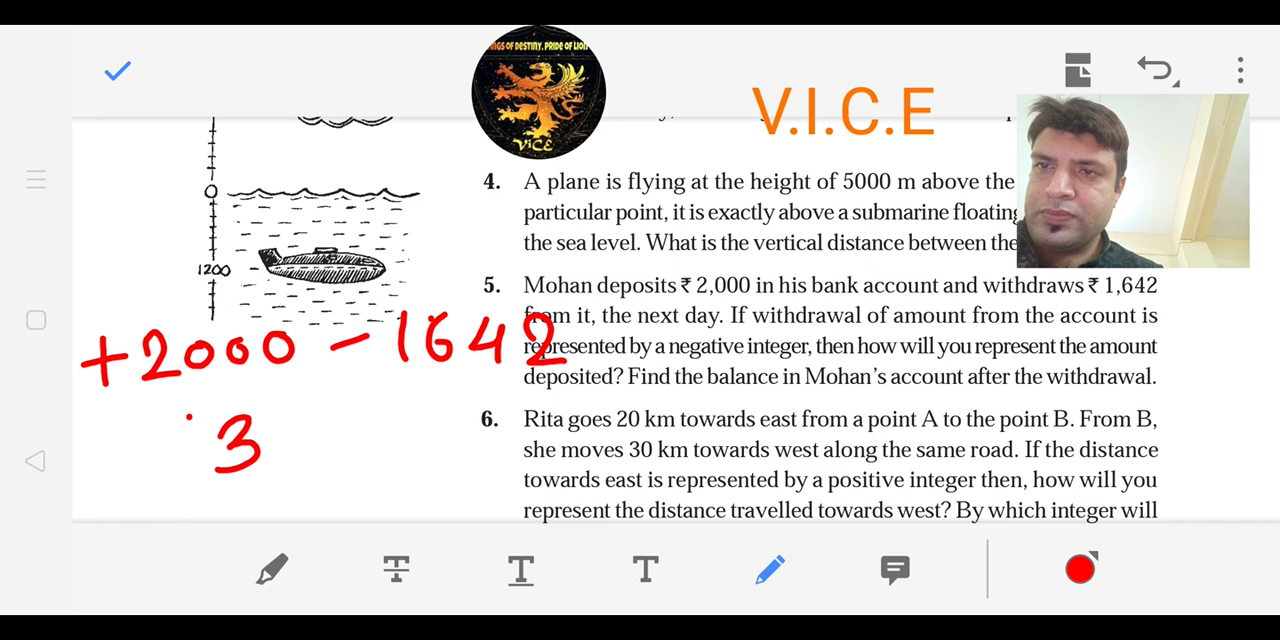 INGS OF DESTINY, PRIDE OF LION
ViCE
V.I.C.E
0
1200
4. A plane is flying at the height of 5000 m above the
particular point, it is exactly above a submarine floating
the sea level. What is the vertical distance between the
5. Mohan deposits ₹ 2,000 in his bank account and withdraws ₹ 1,642
from it, the next day. If withdrawal of amount from the account is
represented by a negative integer, then how will you represent the amount
deposited? Find the balance in Mohan's account after the withdrawal.
6. Rita goes 20 km towards east from a point A to the point B. From B,
she moves 30 km towards west along the same road. If the distance
towards east is represented by a positive integer then, how will you
represent the distance travelled towards west? By which integer will
+2000 - 1642
3
T
T
T